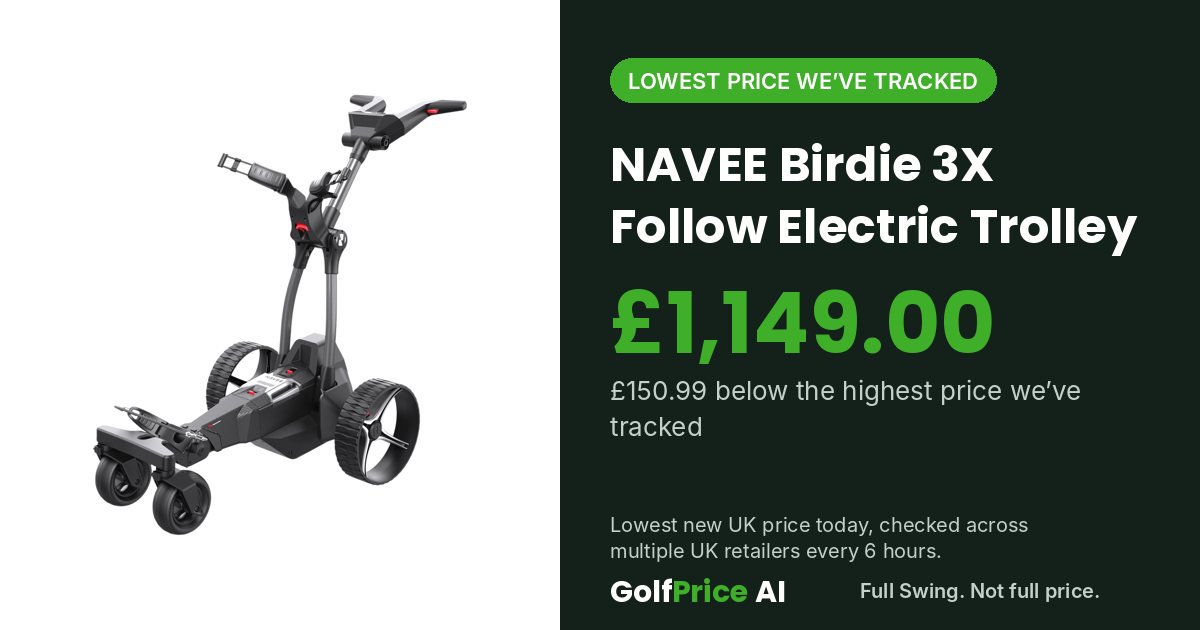 LOWEST PRICE WE’VE TRACKED
NAVEE Birdie 3X
Follow Electric Trolley
£1,149.00
£150.99 below the highest price we’ve
tracked
Lowest new UK price today, checked across
multiple UK retailers every 6 hours.
GolfPrice AI
Full Swing. Not full price.